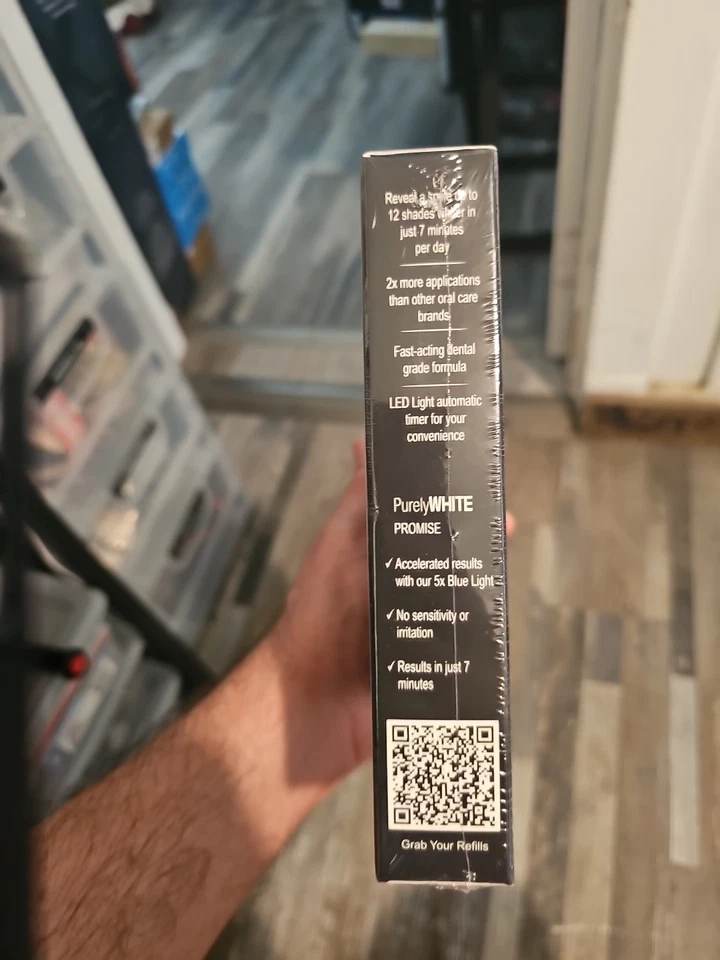 Reveal a smile up to
12 shades whiter in
just 7 minutes
per day
2x more applications
than other oral care
brands
Fast-acting dental
grade formula
LED Light automatic
timer for your
convenience
PurelyWHITE
PROMISE
✓ Accelerated results
with our 5x Blue Light
✓ No sensitivity or
irritation
✓ Results in just 7
minutes
Grab Your Refills